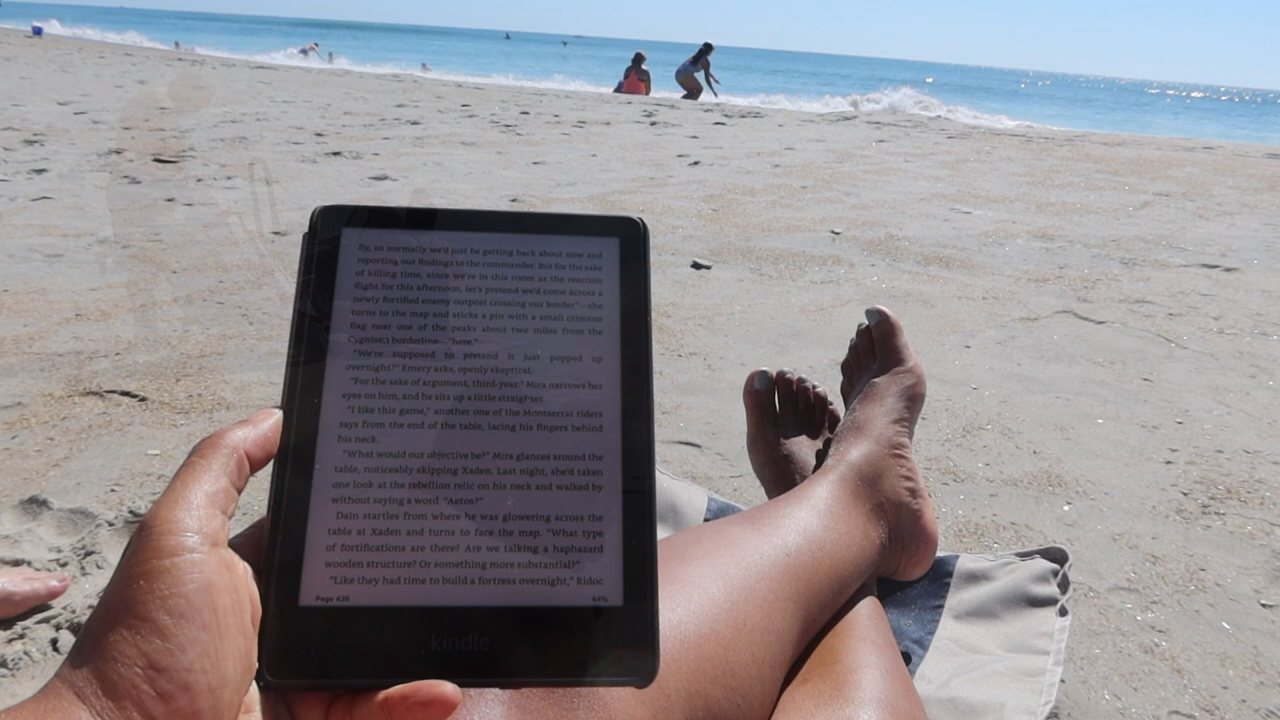 fly, so normally we'd just be getting back about now and
reporting our findings to the commander. But for the sake
of killing time, since we're in this room as the reaction
flight for this afternoon, let's pretend we'd come across a
newly fortified enemy outpost crossing our border"—she
turns to the map and sticks a pin with a small crimson
flag near one of the peaks about two miles from the
Cygnisen borderline—"here."
"We're supposed to pretend it just popped up
overnight?" Emery asks, openly skeptical.
"For the sake of argument, third-year." Mira narrows her
eyes on him, and he sits up a little straighter.
"I like this game," another one of the Montserrat riders
says from the end of the table, lacing his fingers behind
his neck.
"What would our objective be?" Mira glances around the
table, noticeably skipping Xaden. Last night, she'd taken
one look at the rebellion relic on his neck and walked by
without saying a word. "Aetos?"
Dain startles from where he was glowering across the
table at Xaden and turns to face the map. "What type
of fortifications are there? Are we talking a haphazard
wooden structure? Or something more substantial?"
"Like they had time to build a fortress overnight," Ridoc
Page 426 64%
kindle